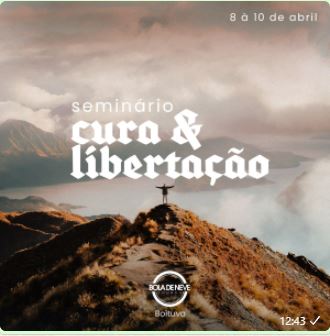 8 à 10 de abril
seminário
cura &
libertação
BOLA DE NEVE
Boituva
12:43